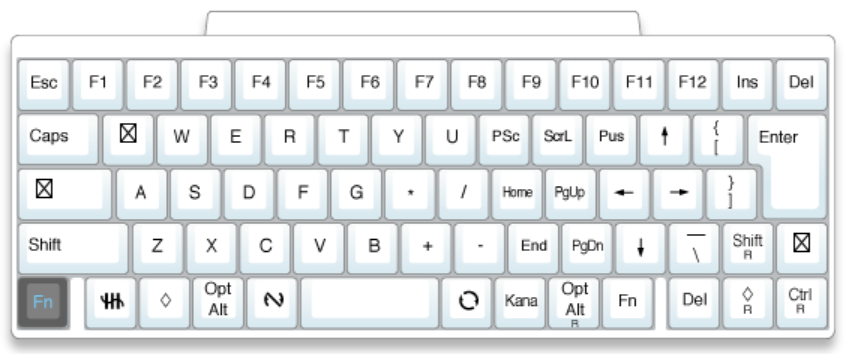 Esc F1 F2 F3 F4 F5 F6 F7 F8 F9 F10 F11 F12 Ins Del
Caps W E R T Y U PSc ScrL Pus ↑ { [ Enter
A S D F G * / Home PgUp ← → } ]
Shift Z X C V B + - End PgDn ↓ ‾ \ Shift R
Fn ◊ Opt Alt Kana Opt Alt R Fn Del ◊ R Ctrl R